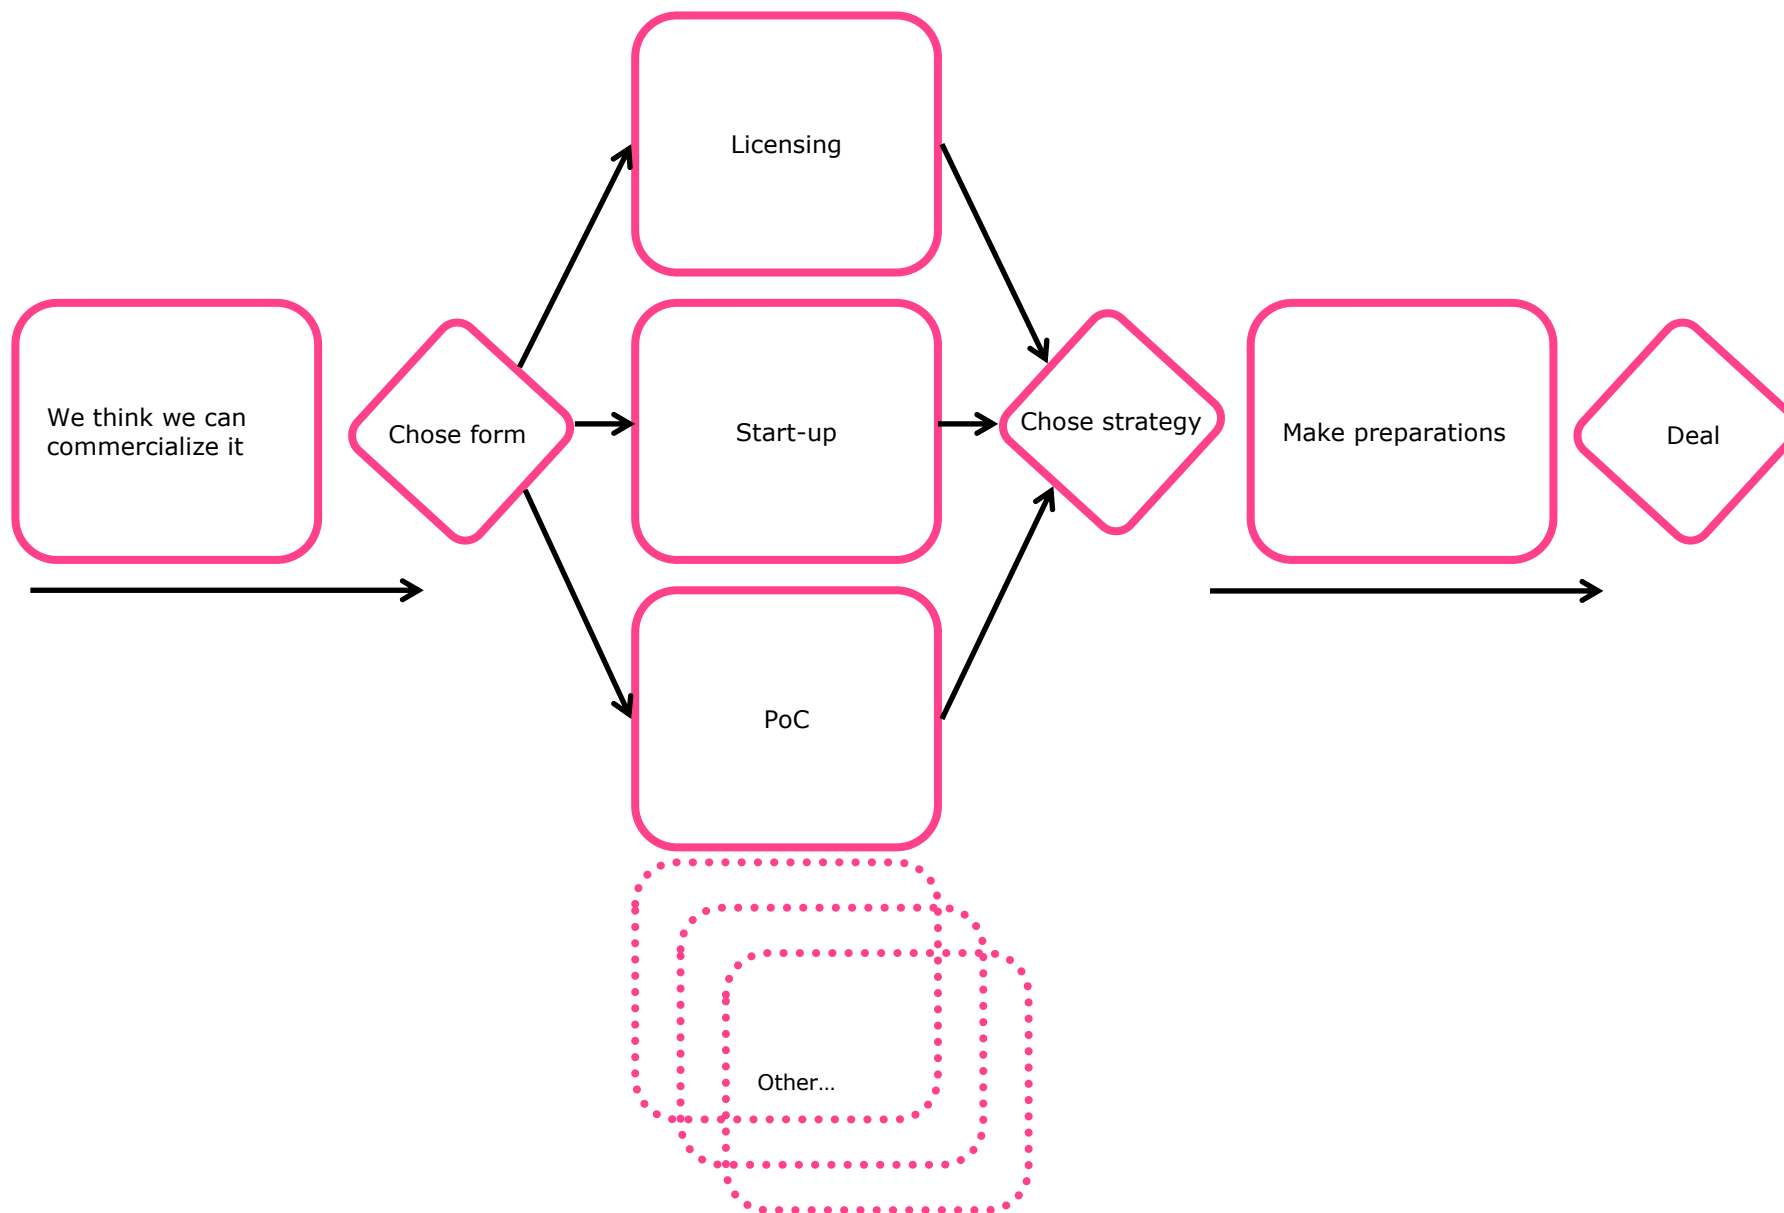 Licensing
We think we can
commercialize it
Chose form
Start-up
Chose strategy
Make preparations
Deal
PoC
Other...